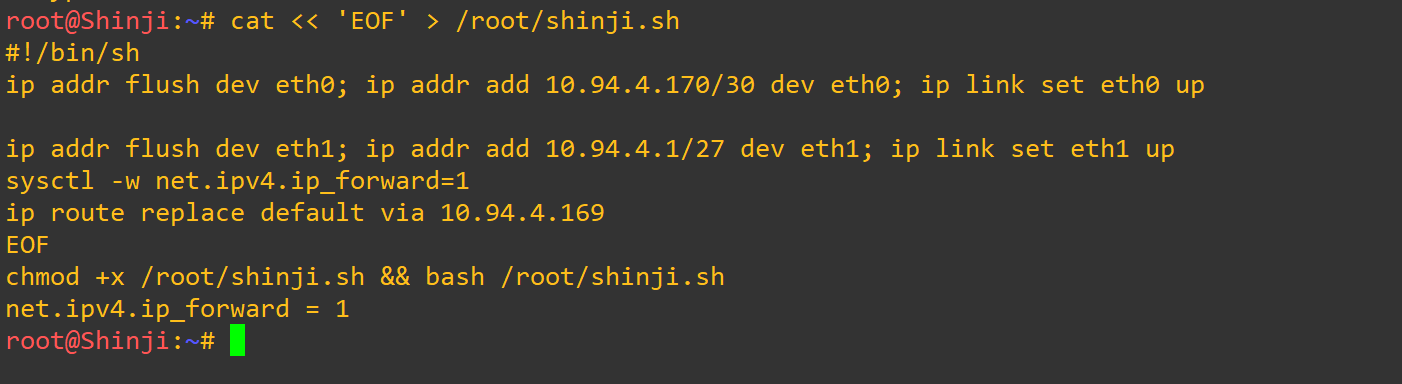 root@Shinji:~# cat << 'EOF' > /root/shinji.sh
#!/bin/sh
ip addr flush dev eth0; ip addr add 10.94.4.170/30 dev eth0; ip link set eth0 up
ip addr flush dev eth1; ip addr add 10.94.4.1/27 dev eth1; ip link set eth1 up
sysctl -w net.ipv4.ip_forward=1
ip route replace default via 10.94.4.169
EOF
chmod +x /root/shinji.sh && bash /root/shinji.sh
net.ipv4.ip_forward = 1
root@Shinji:~#